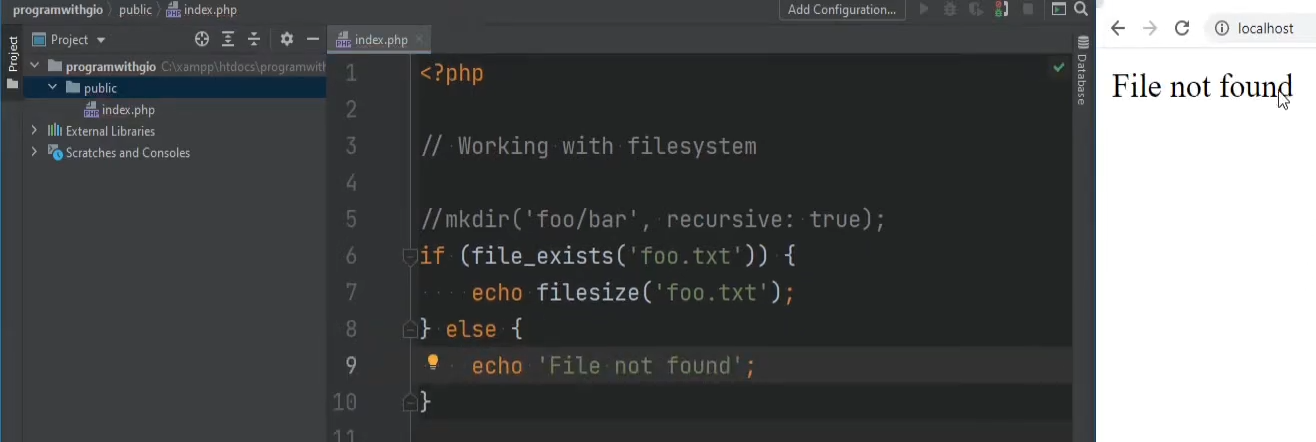 programwithgio public index.php
Add Configuration...
localhost
Project
Project
index.php
programwithgio C:\xampp\htdocs\programwith
public
index.php
External Libraries
Scratches and Consoles
1 <?php
2
3 // Working with filesystem
4
5 //mkdir('foo/bar', recursive: true);
6 if (file_exists('foo.txt')) {
7 echo filesize('foo.txt');
8 } else {
9 echo 'File not found';
10 }
11
Database
File not found